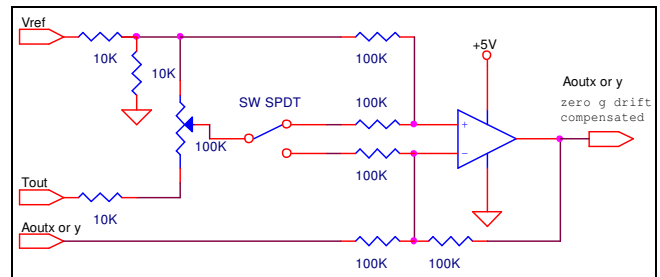 Vref
10K
10K
100K
+5V
Aoutx or y
zero g drift
compensated
SW SPDT
100K
+
100K
−
100K
Tout
10K
Aoutx or y
100K
100K